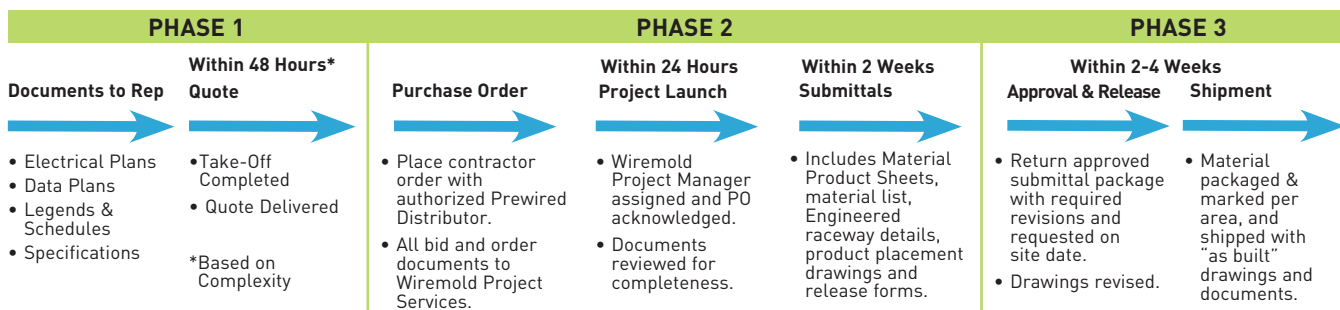 PHASE 1
Documents to Rep
• Electrical Plans
• Data Plans
• Legends &
Schedules
• Specifications
Within 48 Hours*
Quote
•Take-Off
Completed
• Quote Delivered
*Based on
Complexity
PHASE 2
Purchase Order
• Place contractor
order with
authorized Prewired
Distributor.
• All bid and order
documents to
Wiremold Project
Services.
Within 24 Hours
Project Launch
• Wiremold
Project Manager
assigned and PO
acknowledged.
• Documents
reviewed for
completeness.
Within 2 Weeks
Submittals
• Includes Material
Product Sheets,
material list,
Engineered
raceway details,
product placement
drawings and
release forms.
PHASE 3
Within 2-4 Weeks
Approval & Release
• Return approved
submittal package
with required
revisions and
requested on
site date.
• Drawings revised.
Shipment
• Material
packaged &
marked per
area, and
shipped with
“as built”
drawings and
documents.